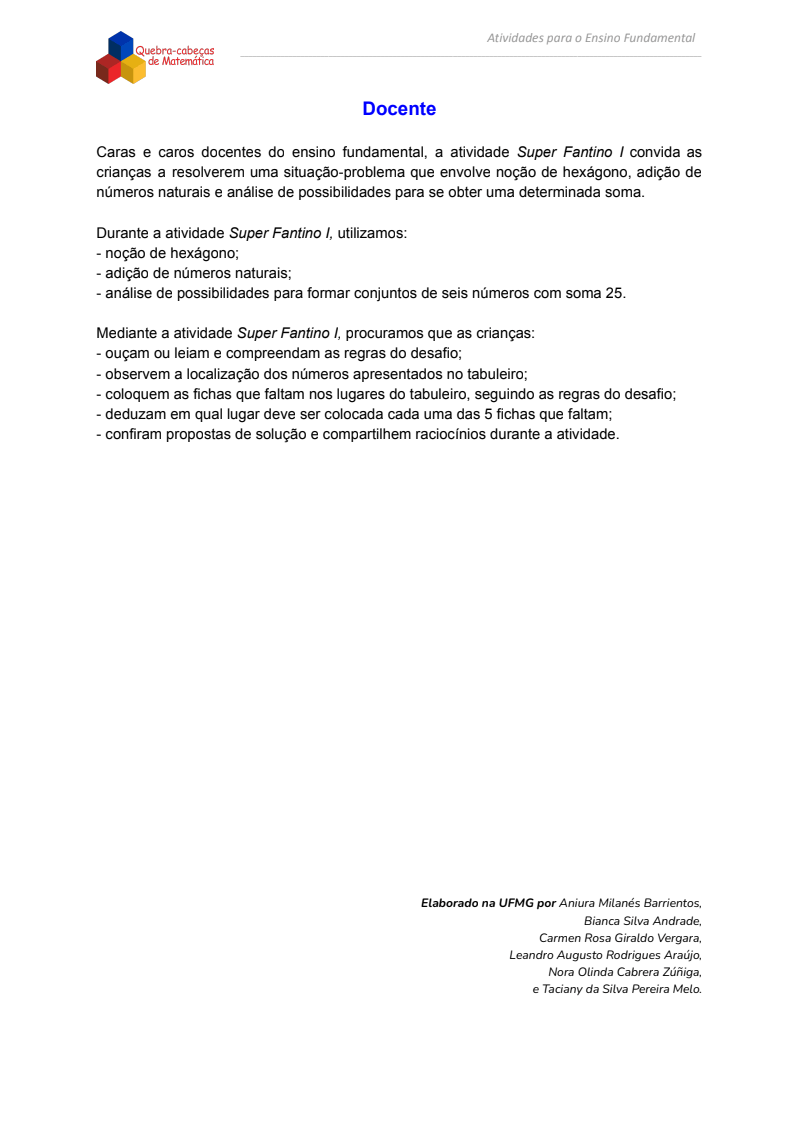 Quebra-cabeças
de Matemática
Atividades para o Ensino Fundamental
Docente
Caras e caros docentes do ensino fundamental, a atividade Super Fantino I convida as
crianças a resolverem uma situação-problema que envolve noção de hexágono, adição de
números naturais e análise de possibilidades para se obter uma determinada soma.
Durante a atividade Super Fantino I, utilizamos:
- noção de hexágono;
- adição de números naturais;
- análise de possibilidades para formar conjuntos de seis números com soma 25.
Mediante a atividade Super Fantino I, procuramos que as crianças:
- ouçam ou leiam e compreendam as regras do desafio;
- observem a localização dos números apresentados no tabuleiro;
- coloquem as fichas que faltam nos lugares do tabuleiro, seguindo as regras do desafio;
- deduzam em qual lugar deve ser colocada cada uma das 5 fichas que faltam;
- confiram propostas de solução e compartilhem raciocínios durante a atividade.
Elaborado na UFMG por Aniura Milanés Barrientos,
Bianca Silva Andrade,
Carmen Rosa Giraldo Vergara,
Leandro Augusto Rodrigues Araújo,
Nora Olinda Cabrera Zúñiga,
e Taciany da Silva Pereira Melo.